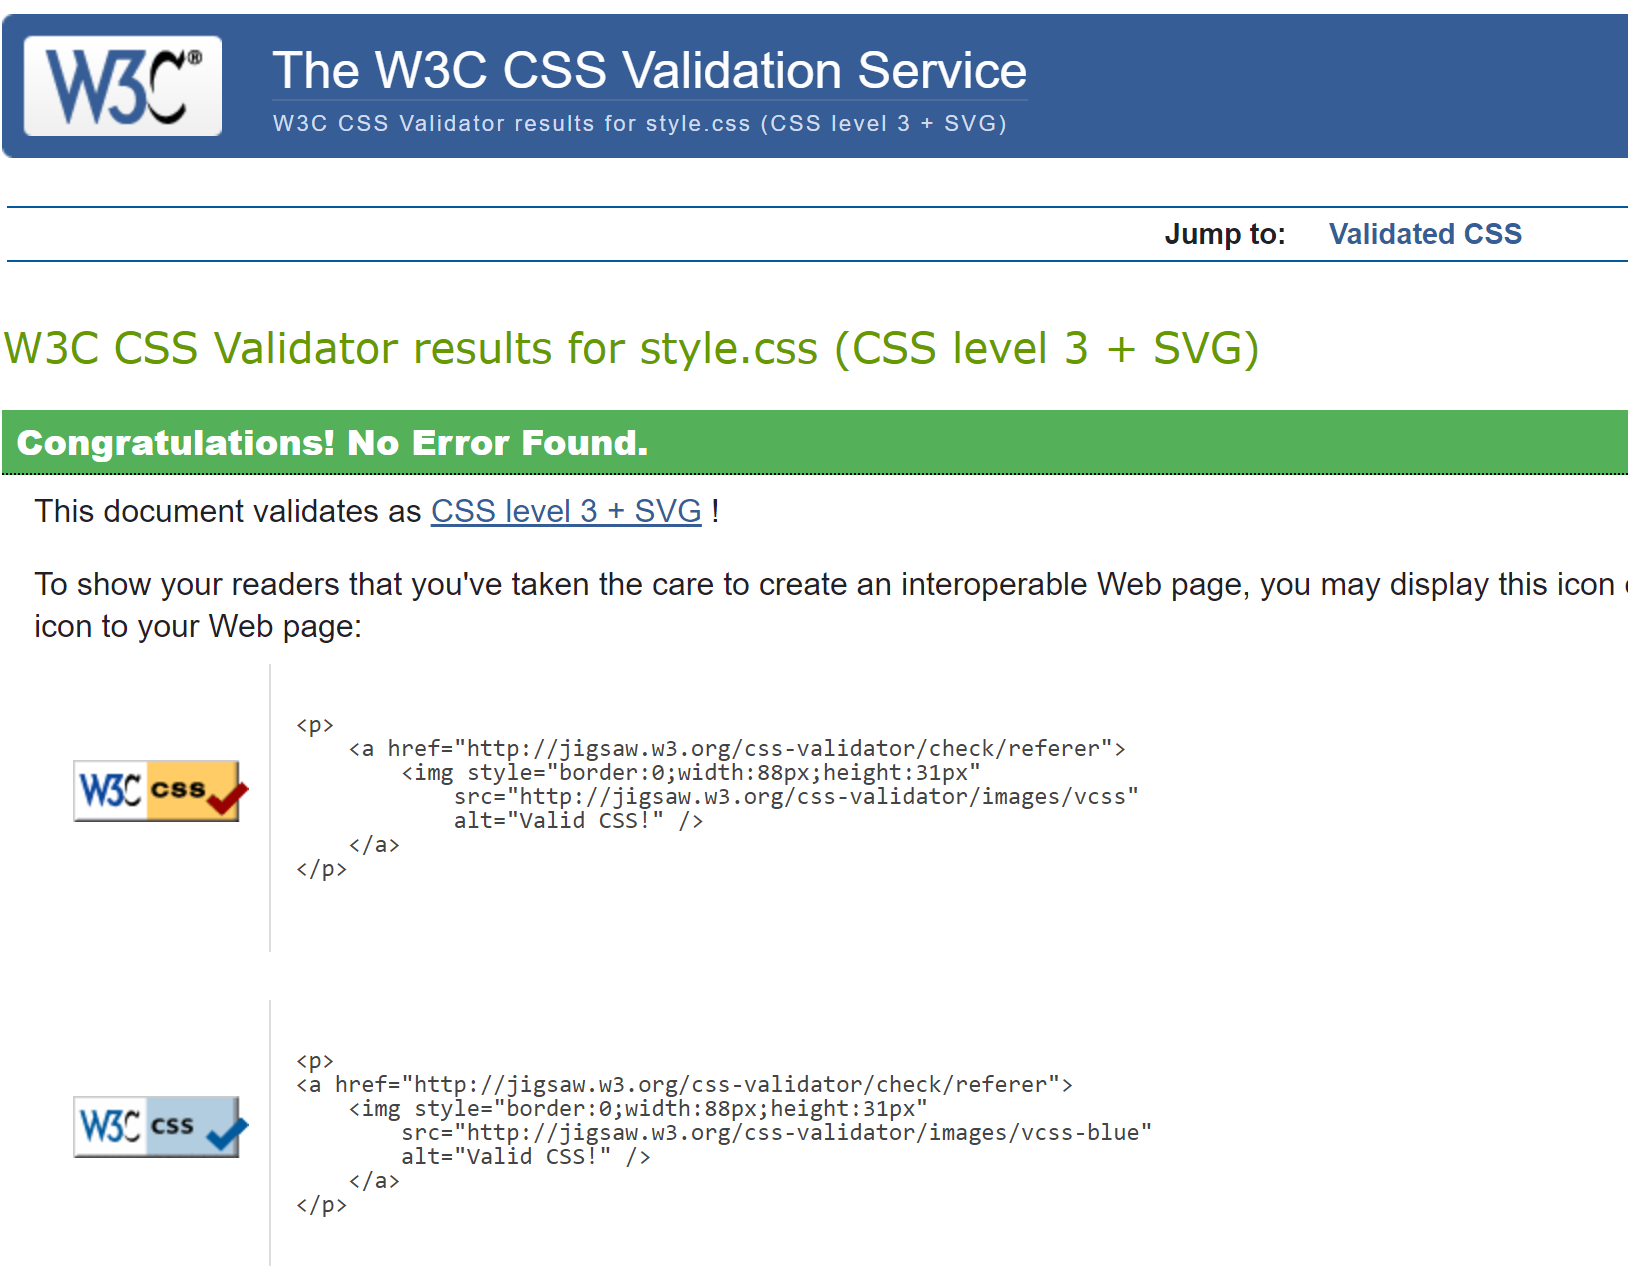 W3C®
The W3C CSS Validation Service
W3C CSS Validator results for style.css (CSS level 3 + SVG)
Jump to: Validated CSS
W3C CSS Validator results for style.css (CSS level 3 + SVG)
Congratulations! No Error Found.
This document validates as CSS level 3 + SVG !
To show your readers that you've taken the care to create an interoperable Web page, you may display this icon
icon to your Web page:
W3C css
<p>
    <a href="http://jigsaw.w3.org/css-validator/check/referer">
        <img style="border:0;width:88px;height:31px"
            src="http://jigsaw.w3.org/css-validator/images/vcss"
            alt="Valid CSS!" />
    </a>
</p>
W3C css
<p>
<a href="http://jigsaw.w3.org/css-validator/check/referer">
    <img style="border:0;width:88px;height:31px"
        src="http://jigsaw.w3.org/css-validator/images/vcss-blue"
        alt="Valid CSS!" />
    </a>
</p>